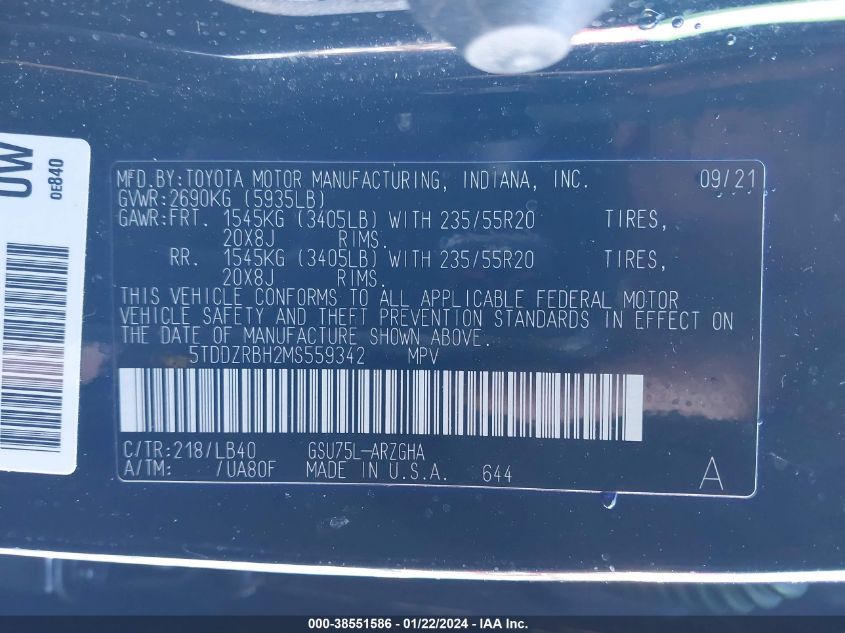 MFD.BY:TOYOTA MOTOR MANUFACTURING, INDIANA, INC. 09/21
GVWR:2690KG (5935LB)
GAWR:FRT. 1545KG (3405LB) WITH 235/55R20 TIRES,
20X8J RIMS.
RR. 1545KG (3405LB) WITH 235/55R20 TIRES,
20X8J RIMS.
THIS VEHICLE CONFORMS TO ALL APPLICABLE FEDERAL MOTOR
VEHICLE SAFETY AND THEFT PREVENTION STANDARDS IN EFFECT ON
THE DATE OF MANUFACTURE SHOWN ABOVE.
5TDDZRBH2MS559342 MPV
C/TR:218/LB40 GSU75L-ARZGHA
A/TM: /UA80F MADE IN U.S.A. 644 A
0W
0E840
000-38551586 - 01/22/2024 - IAA Inc.